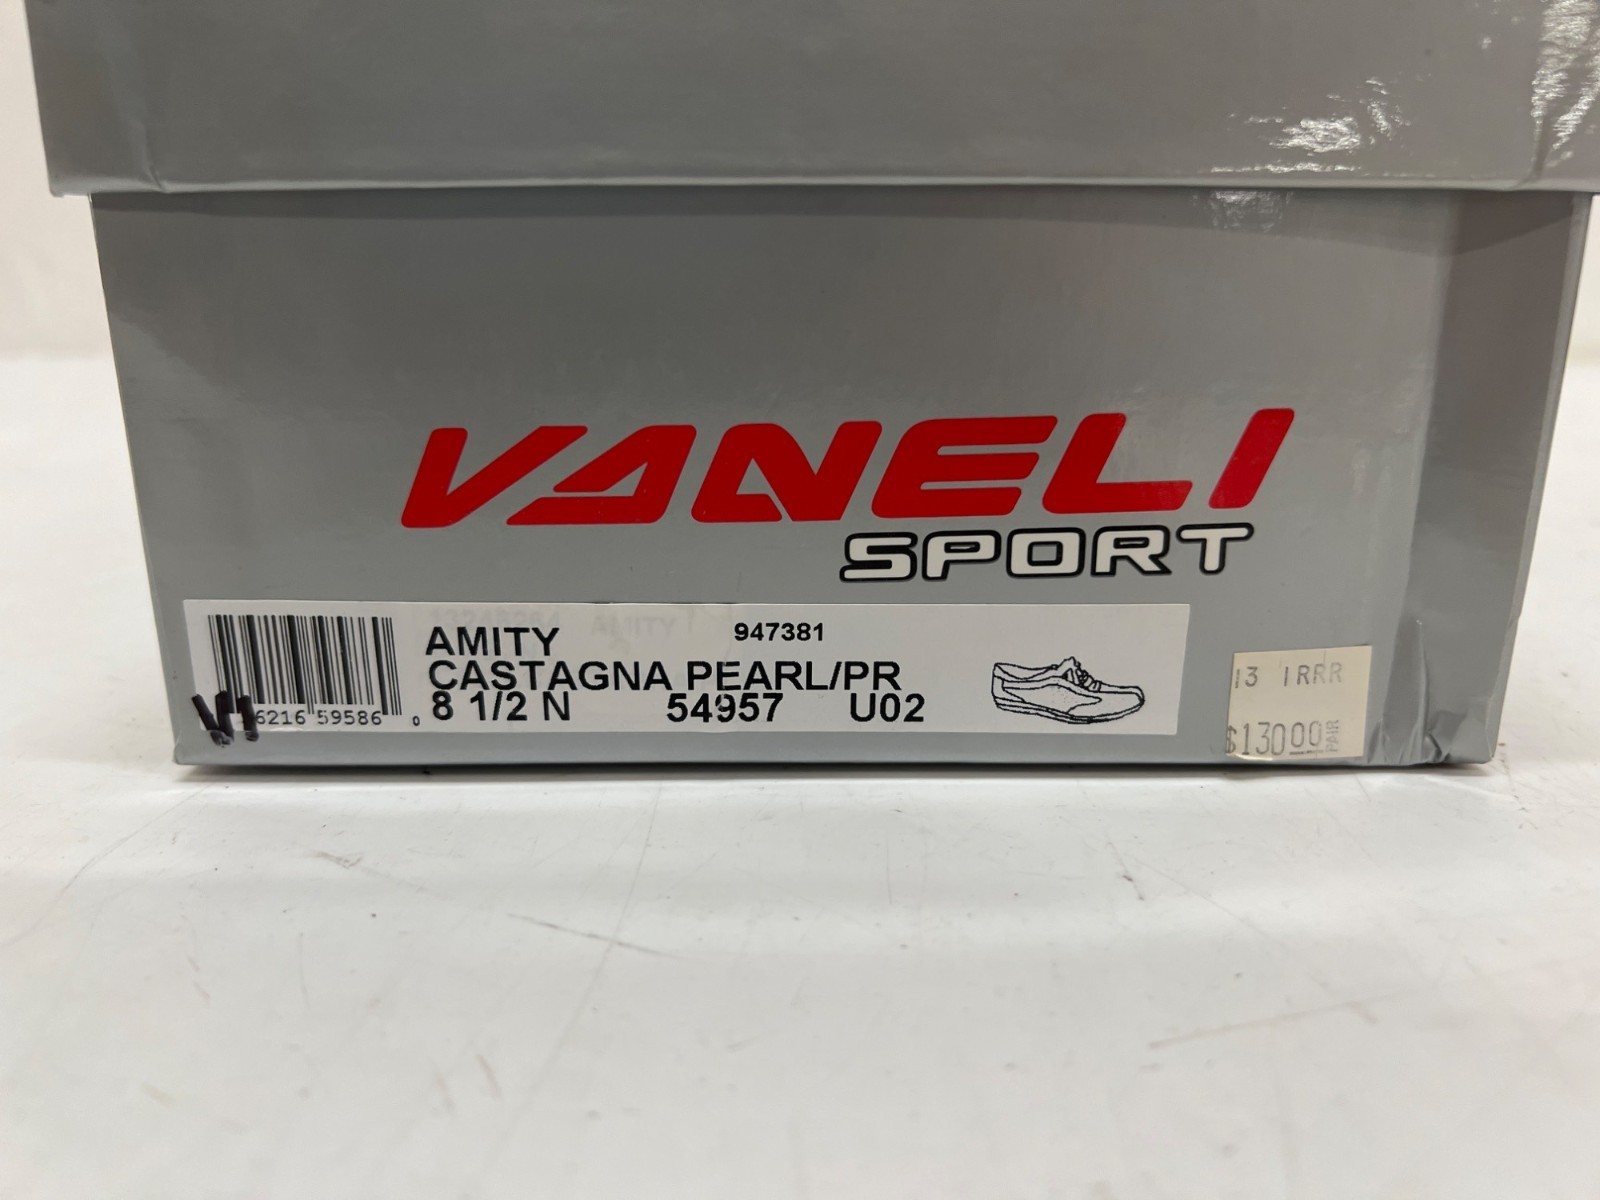 VANELI
SPORT
AMITY 947381
CASTAGNA PEARL/PR
8 1/2 N 54957 U02
6216 59586 0
13 IRRR
$130.00 PAIR